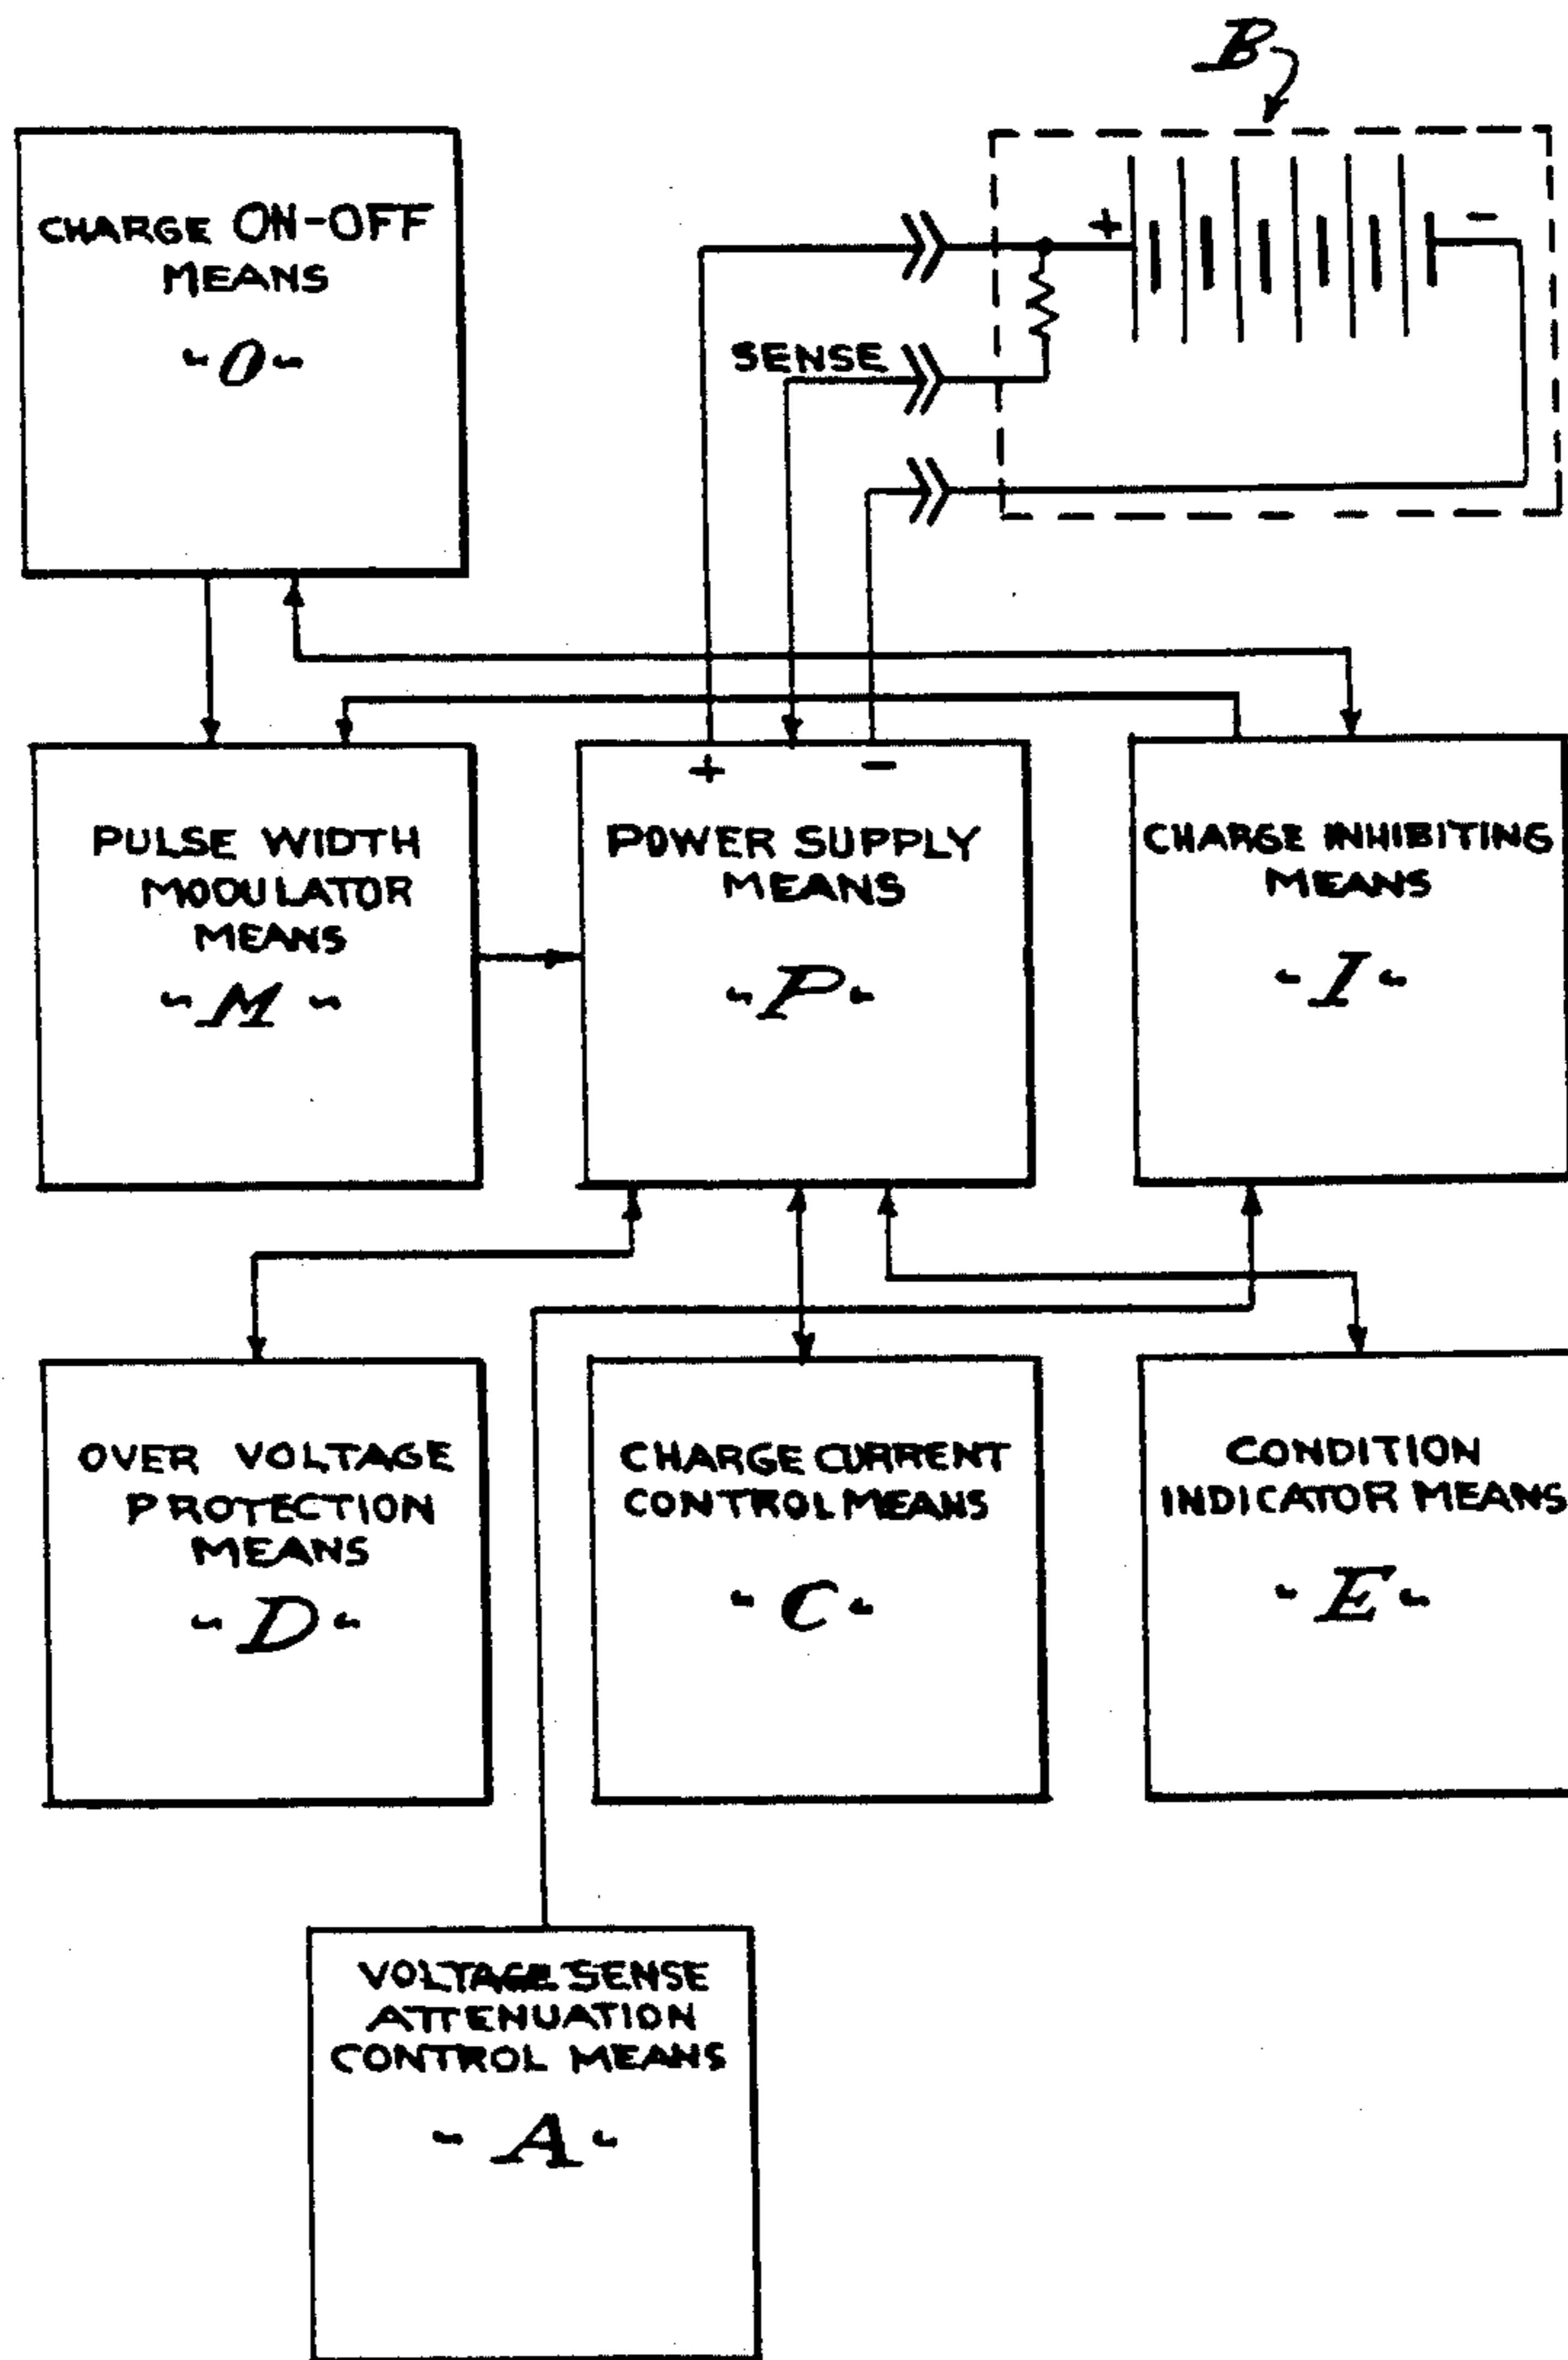 B
CHARGE ON-OFF
MEANS
-O-
+ -
SENSE
+ -
PULSE WIDTH
MODULATOR
MEANS
-M-
POWER SUPPLY
MEANS
-P-
CHARGE INHIBITING
MEANS
-I-
OVER VOLTAGE
PROTECTION
MEANS
-D-
CHARGE CURRENT
CONTROL MEANS
-C-
CONDITION
INDICATOR MEANS
-E-
VOLTAGE SENSE
ATTENUATION
CONTROL MEANS
-A-